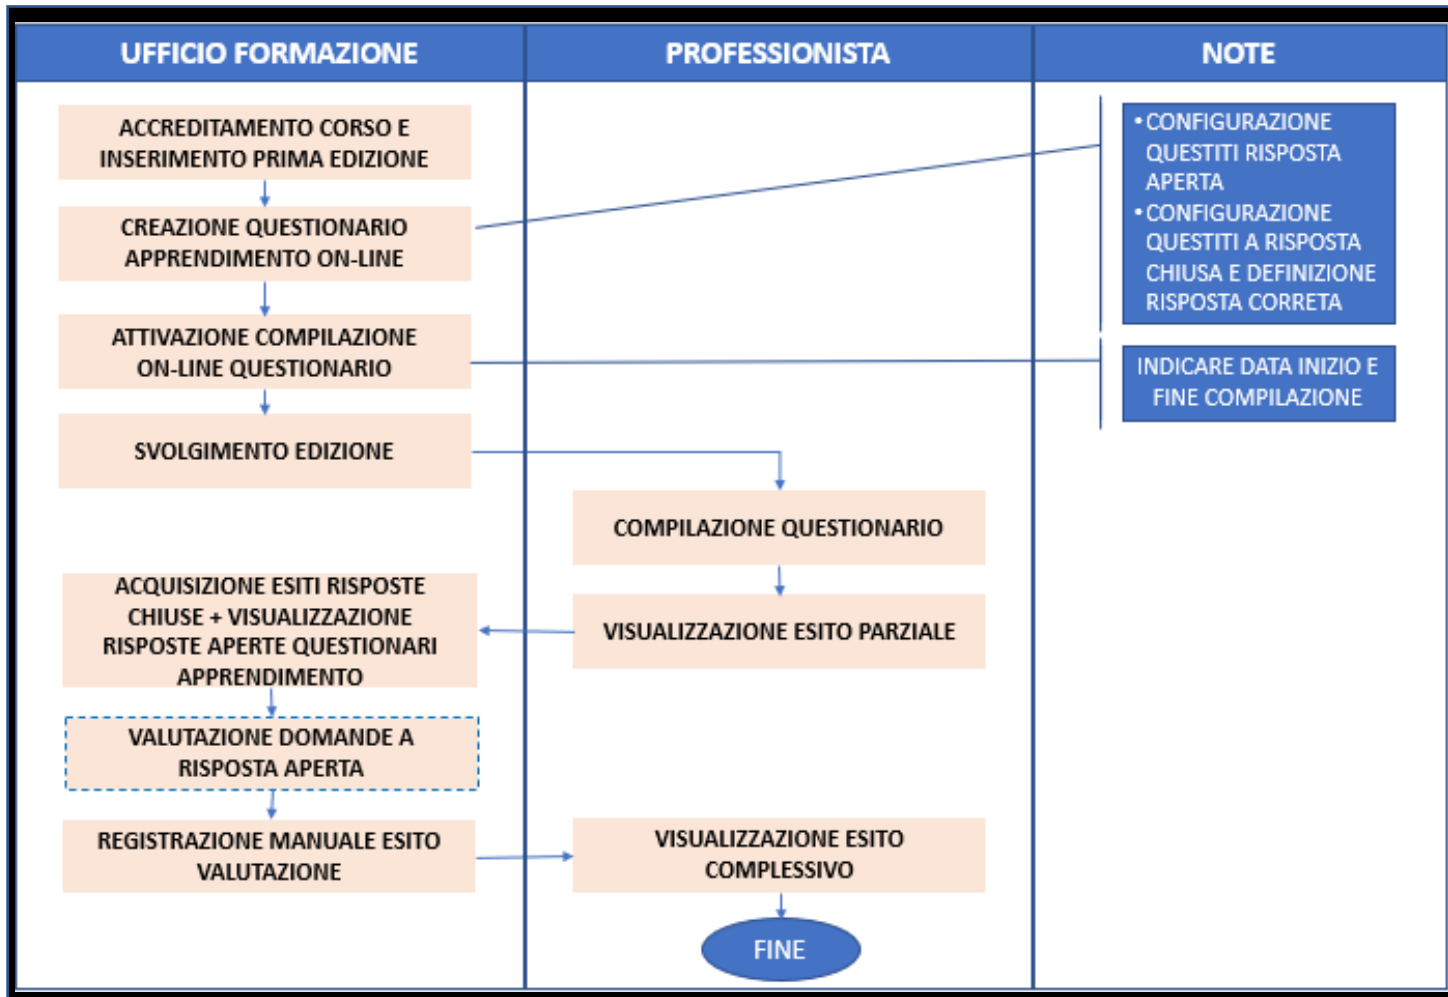 UFFICIO FORMAZIONE
PROFESSIONISTA
NOTE
ACCREDITAMENTO CORSO E
INSERIMENTO PRIMA EDIZIONE
CREAZIONE QUESTIONARIO
APPRENDIMENTO ON-LINE
ATTIVAZIONE COMPILAZIONE
ON-LINE QUESTIONARIO
SVOLGIMENTO EDIZIONE
•CONFIGURAZIONE
QUESTITI RISPOSTA
APERTA
•CONFIGURAZIONE
QUESTITI A RISPOSTA
CHIUSA E DEFINIZIONE
RISPOSTA CORRETA
INDICARE DATA INIZIO E
FINE COMPILAZIONE
COMPILAZIONE QUESTIONARIO
VISUALIZZAZIONE ESITO PARZIALE
ACQUISIZIONE ESITI RISPOSTE
CHIUSE + VISUALIZZAZIONE
RISPOSTE APERTE QUESTIONARI
APPRENDIMENTO
VALUTAZIONE DOMANDE A
RISPOSTA APERTA
REGISTRAZIONE MANUALE ESITO
VALUTAZIONE
VISUALIZZAZIONE ESITO
COMPLESSIVO
FINE